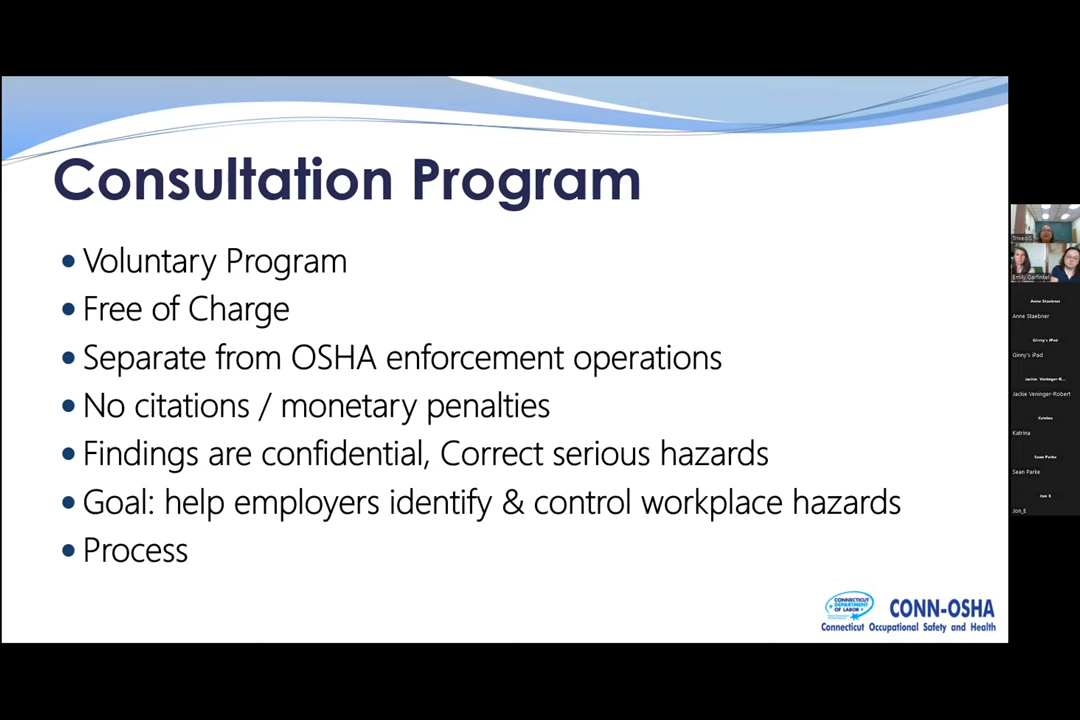 Consultation Program
• Voluntary Program
• Free of Charge
• Separate from OSHA enforcement operations
• No citations / monetary penalties
• Findings are confidential, Correct serious hazards
• Goal: help employers identify & control workplace hazards
• Process
CONNECTICUT
DEPARTMENT
OF LABOR
CONN-OSHA
Connecticut Occupational Safety and Health
Emily Garfinkel
Anne Staebner
Anne Staebner
Ginny's iPad
Ginny's iPad
Jackie Veninger-R...
Jackie Veninger-Robert
Katrina
Katrina
Sean Parke
Sean Parke
Jon E
Jon_E